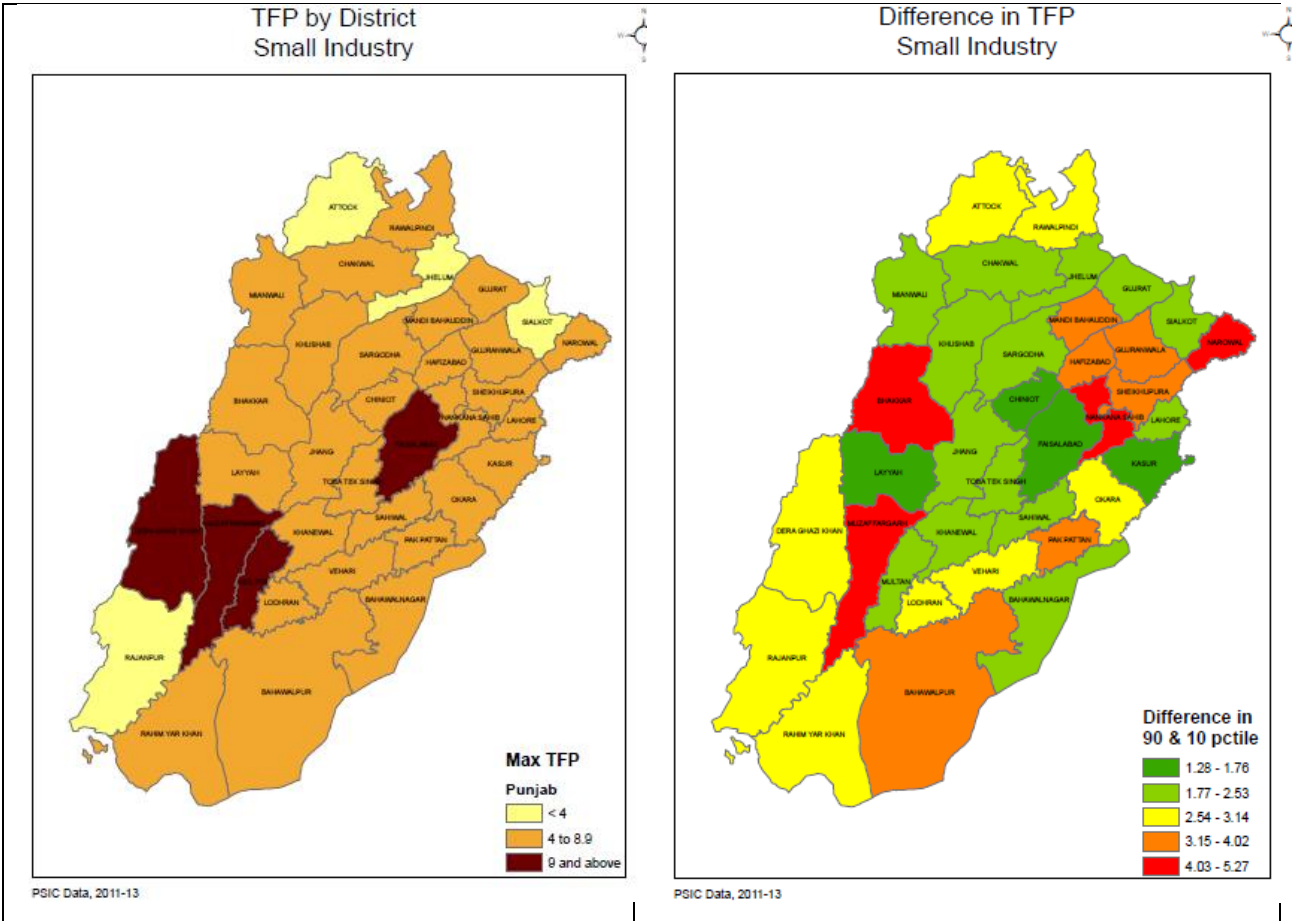 TFP by District
Small Industry
ATTOCK
RAWALPINDI
CHAKWAL
JHELUM
GUJRAT
MIANWALI
SIALKOT
MANDI BAHAUDDIN
NAROWAL
KHUSHAB
GUJRANWALA
SARGODHA
HAFIZABAD
SHEIKHUPURA
BHAKKAR
CHINIOT
NANKANA SAHIB
LAHORE
FAISALABAD
JHANG
KASUR
LAYYAH
TOBA TEK SINGH
OKARA
SAHIWAL
KHANEWAL
PAK PATTAN
VEHARI
LODHRAN
BAHAWALNAGAR
RAJANPUR
BAHAWALPUR
RAHIM YAR KHAN
Max TFP
Punjab
< 4
4 to 8.9
9 and above
PSIC Data, 2011-13
Difference in TFP
Small Industry
N
W
S
ATTOCK
RAWALPINDI
CHAKWAL
JHELUM
GUJRAT
MIANWALI
SIALKOT
MANDI BAHAUDDIN
NAROWAL
KHUSHAB
GUJRANWALA
SARGODHA
HAFIZABAD
SHEIKHUPURA
BHAKKAR
CHINIOT
NANKANA SAHIB
LAHORE
FAISALABAD
JHANG
KASUR
LAYYAH
TOBA TEK SINGH
OKARA
SAHIWAL
MUZAFFARGARH
DERA GHAZI KHAN
KHANEWAL
PAK PATTAN
VEHARI
MULTAN
LODHRAN
BAHAWALNAGAR
RAJANPUR
BAHAWALPUR
RAHIM YAR KHAN
Difference in
90 & 10 pctile
1.28 - 1.76
1.77 - 2.53
2.54 - 3.14
3.15 - 4.02
4.03 - 5.27
PSIC Data, 2011-13